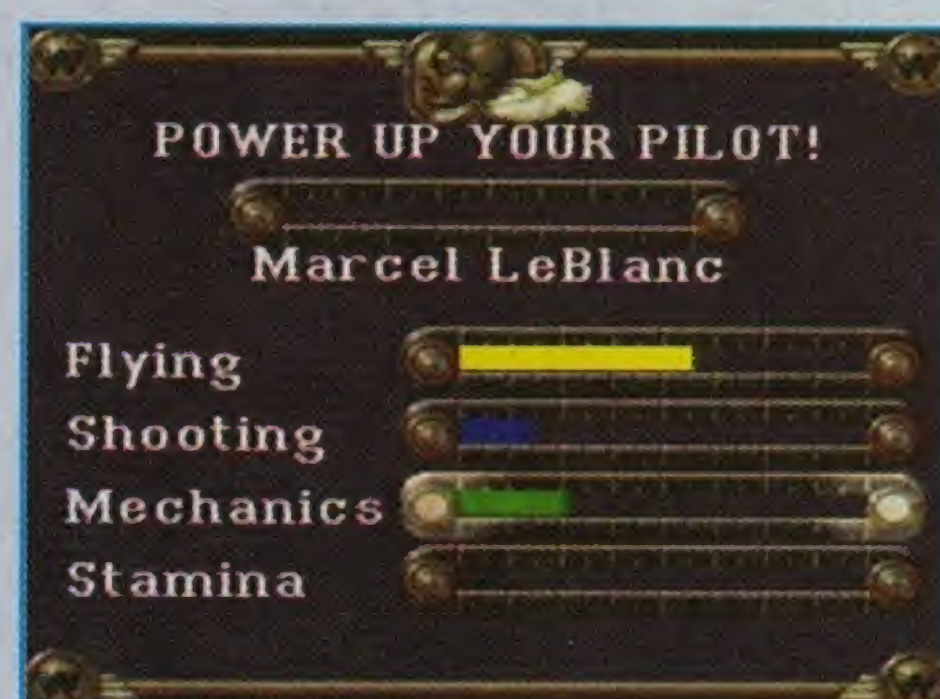 POWER UP YOUR PILOT!
Marcel LeBlanc
Flying
Shooting
Mechanics
Stamina